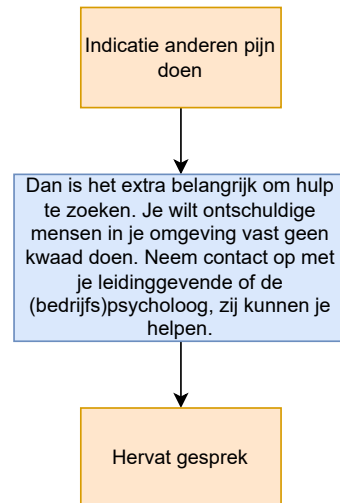 Indicatie anderen pijn
doen
Dan is het extra belangrijk om hulp
te zoeken. Je wilt ontschuldige
mensen in je omgeving vast geen
kwaad doen. Neem contact op met
je leidinggevende of de
(bedrijfs)psycholoog, zij kunnen je
helpen.
Hervat gesprek